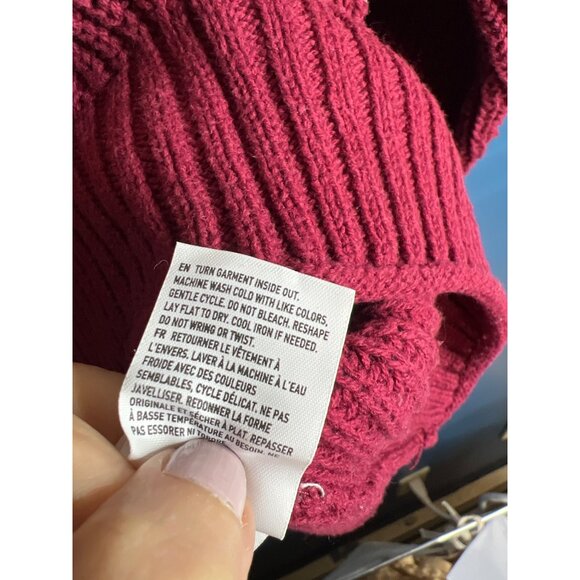 EN TURN GARMENT INSIDE OUT.
MACHINE WASH COLD WITH LIKE COLORS,
GENTLE CYCLE. DO NOT BLEACH. RESHAPE
LAY FLAT TO DRY. COOL IRON IF NEEDED.
DO NOT WRING OR TWIST.
FR RETOURNER LE VÊTEMENT À
L'ENVERS. LAVER À LA MACHINE À L'EAU
FROIDE AVEC DES COULEURS
SEMBLABLES, CYCLE DÉLICAT. NE PAS
JAVELLISER. REDONNER LA FORME
ORIGINALE ET SÉCHER À PLAT. REPASSER
À BASSE TEMPÉRATURE AU BESOIN. NE
PAS ESSORER NI TORDRE